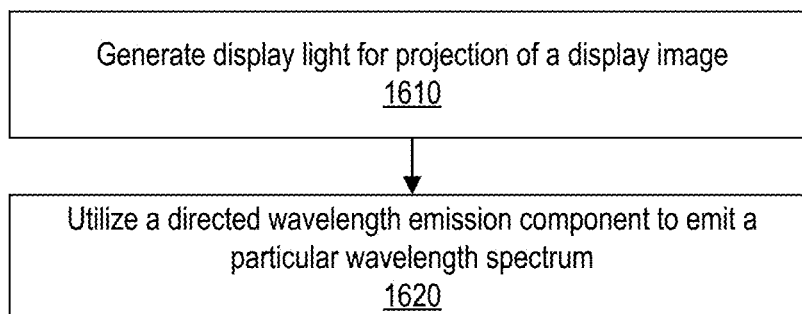 Generate display light for projection of a display image
1610
Utilize a directed wavelength emission component to emit a
particular wavelength spectrum
1620